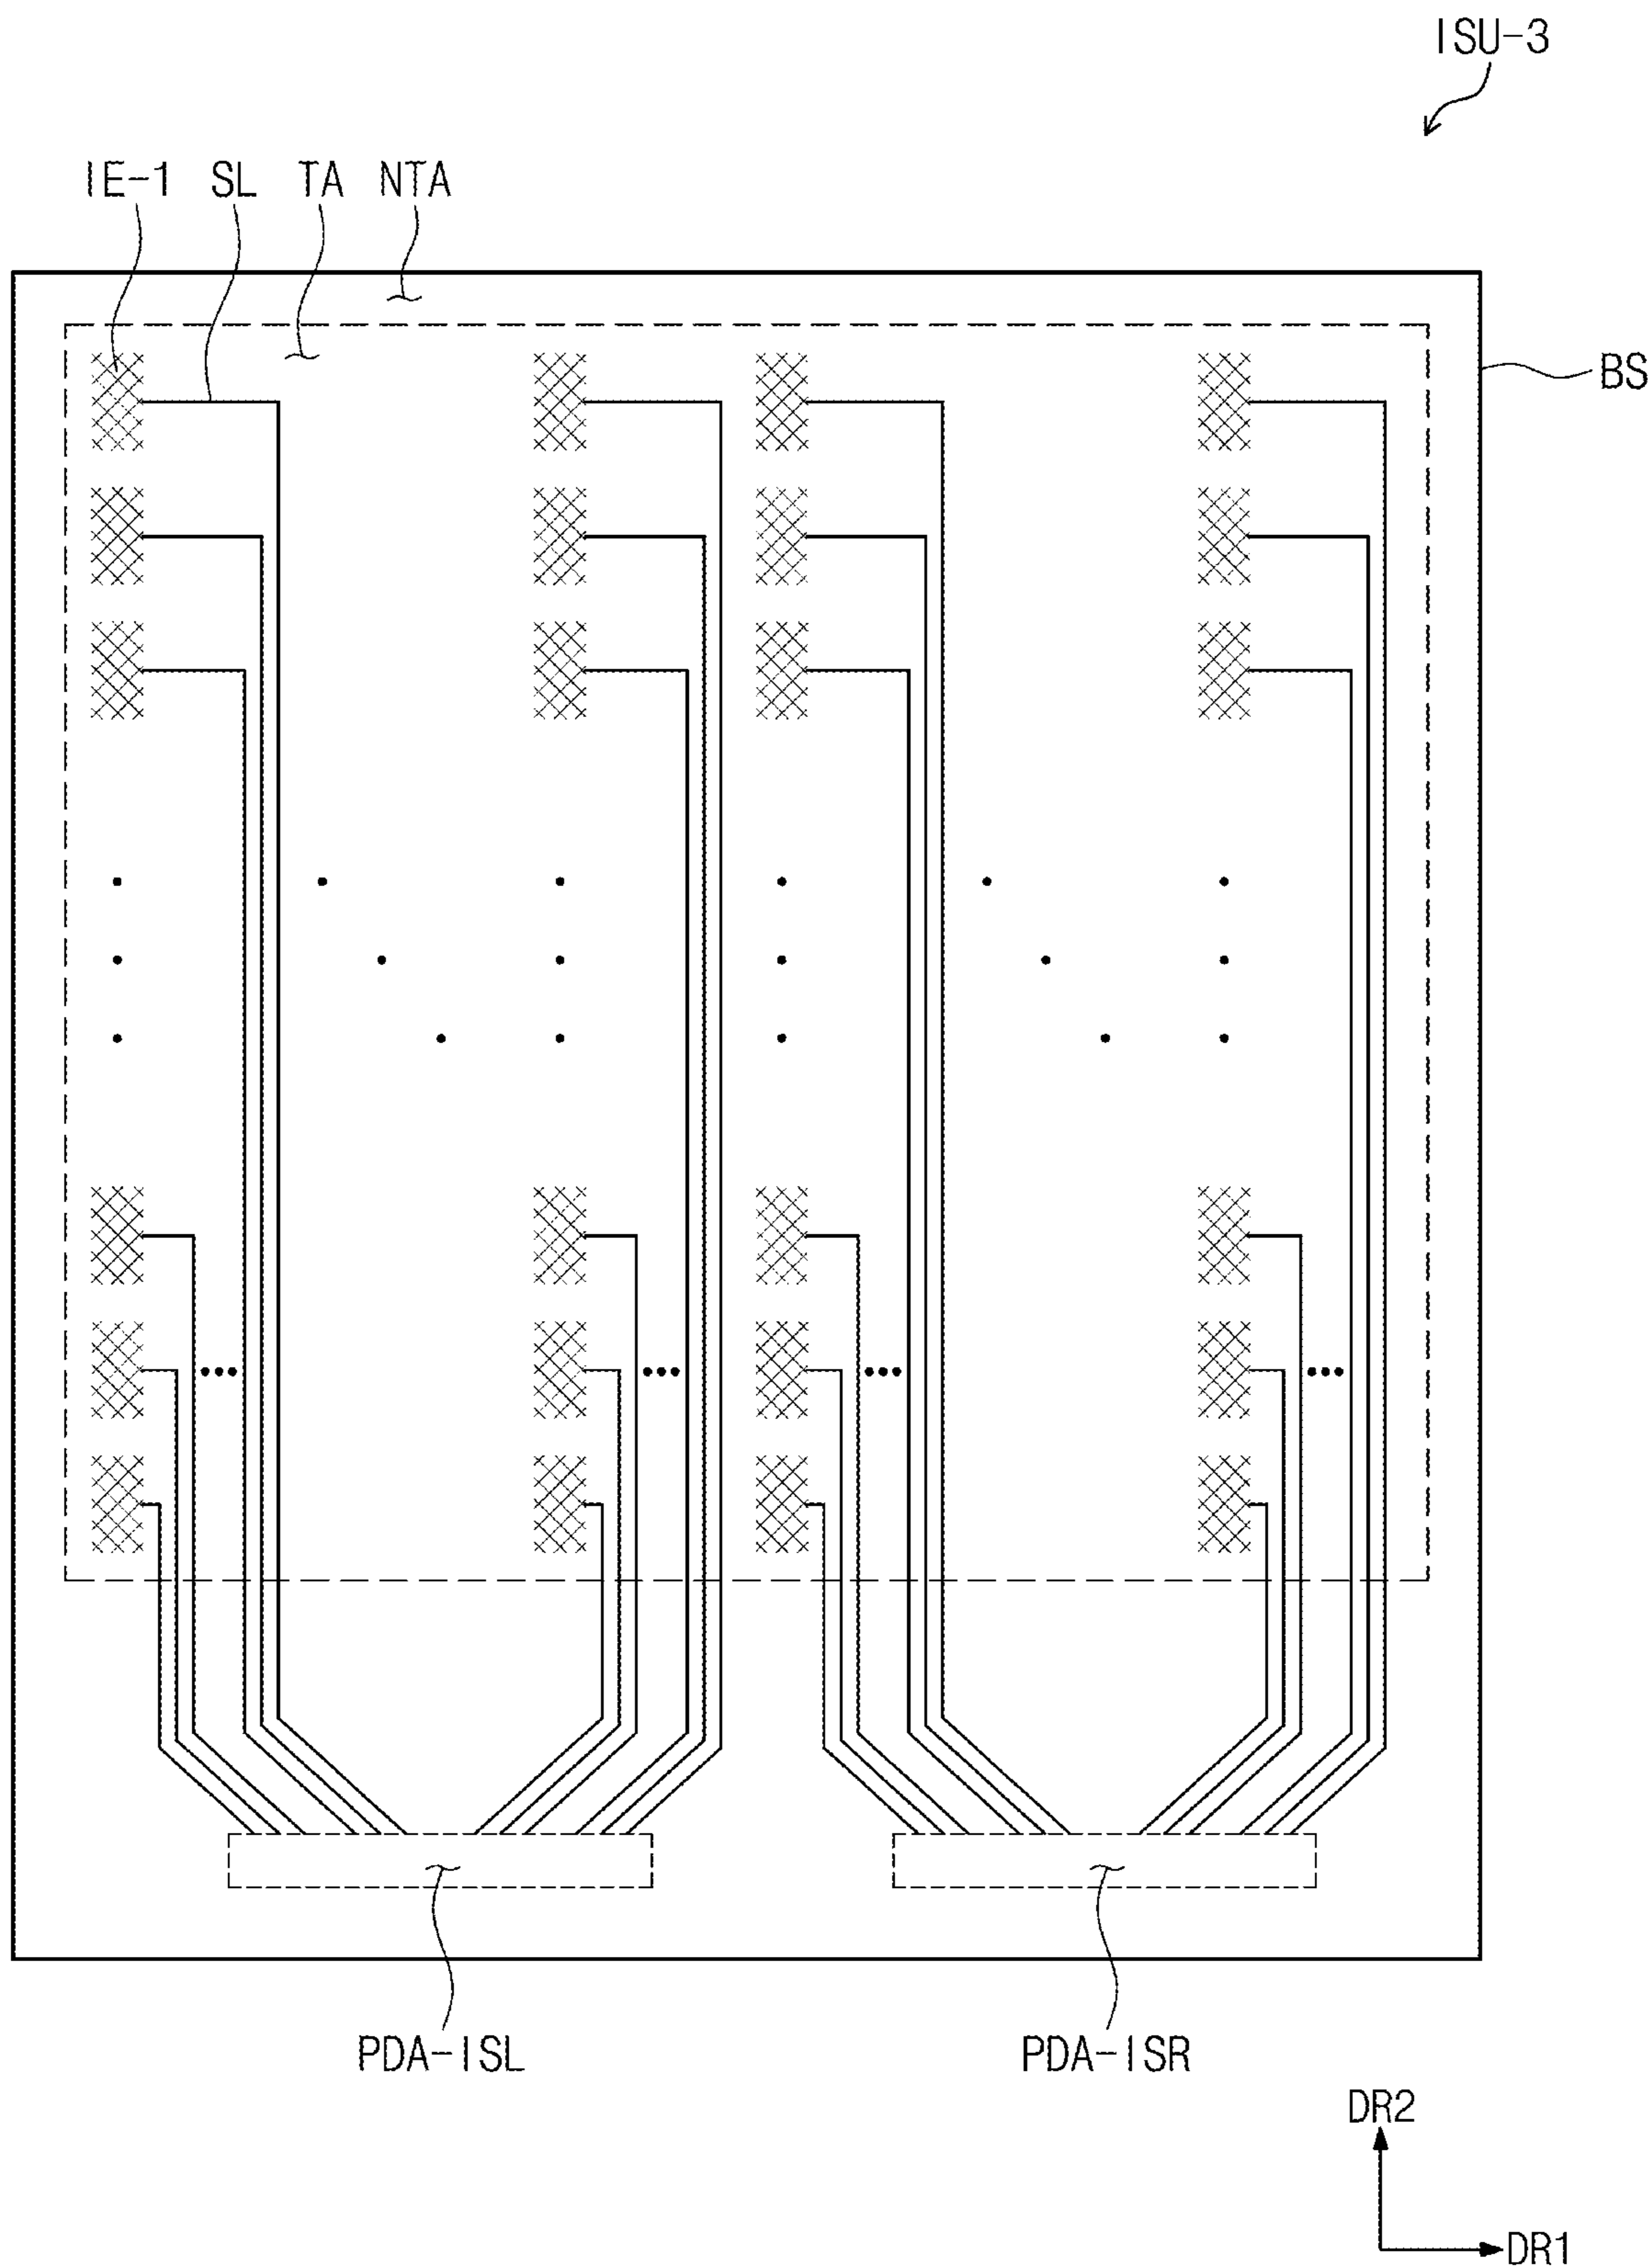 ISU-3
IE-1 SL TA NTA
BS
PDA-ISL PDA-ISR
DR2
DR1